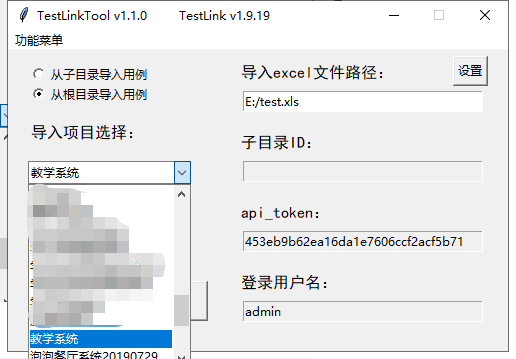 TestLinkTool v1.1.0 TestLink v1.9.19
功能菜单
从子目录导入用例
从根目录导入用例
导入项目选择：
教学系统
教学系统
泡泡餐厅系统20190729
导入excel文件路径：
设置
E:/test.xls
子目录ID：
api_token：
453eb9b62ea16da1e7606ccf2acf5b71
登录用户名：
admin